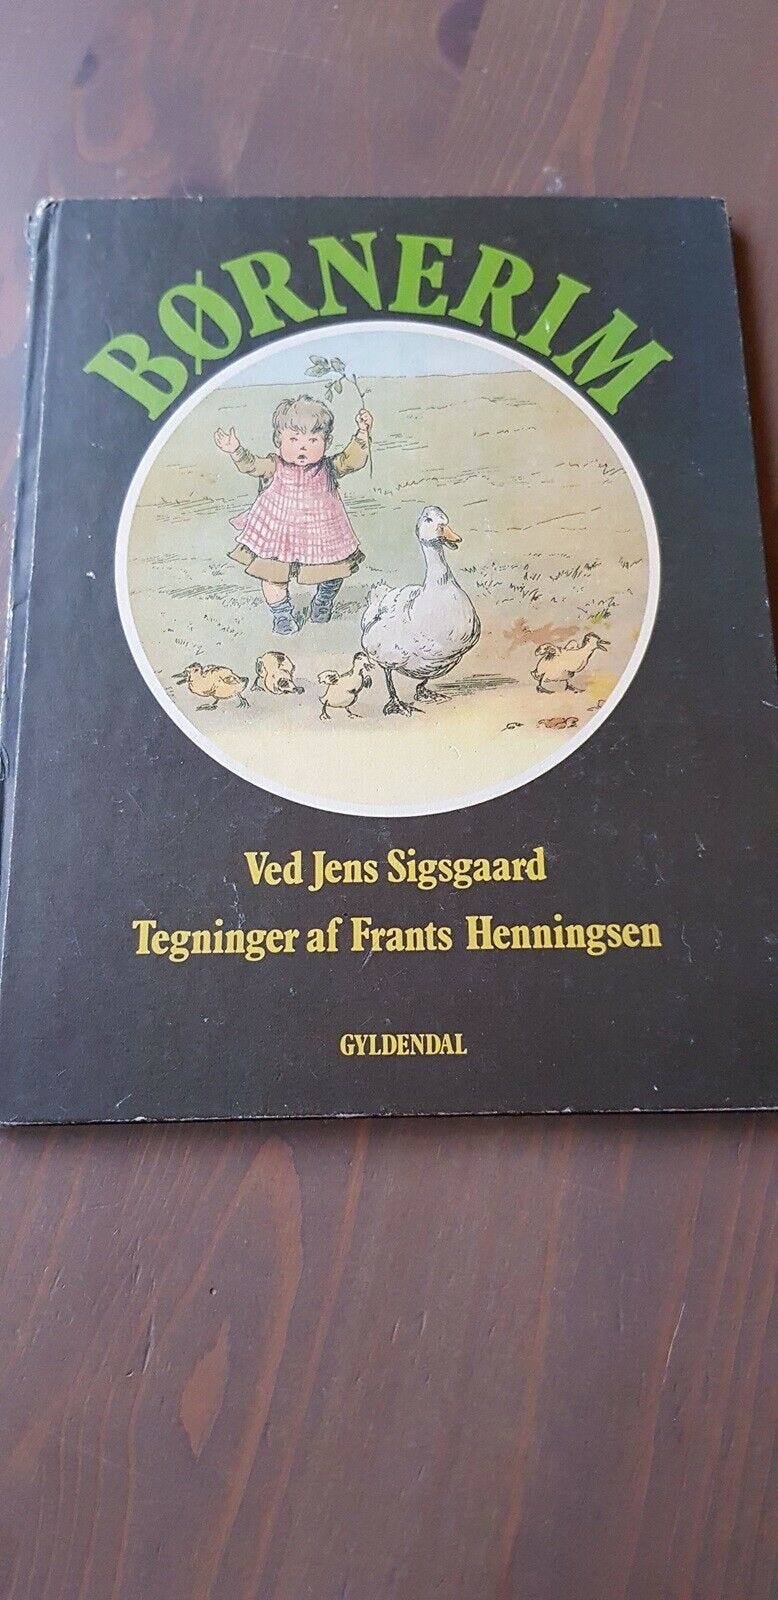 BØRNERIM
Ved Jens Sigsgaard
Tegninger af Frants Henningsen
GYLDENDAL